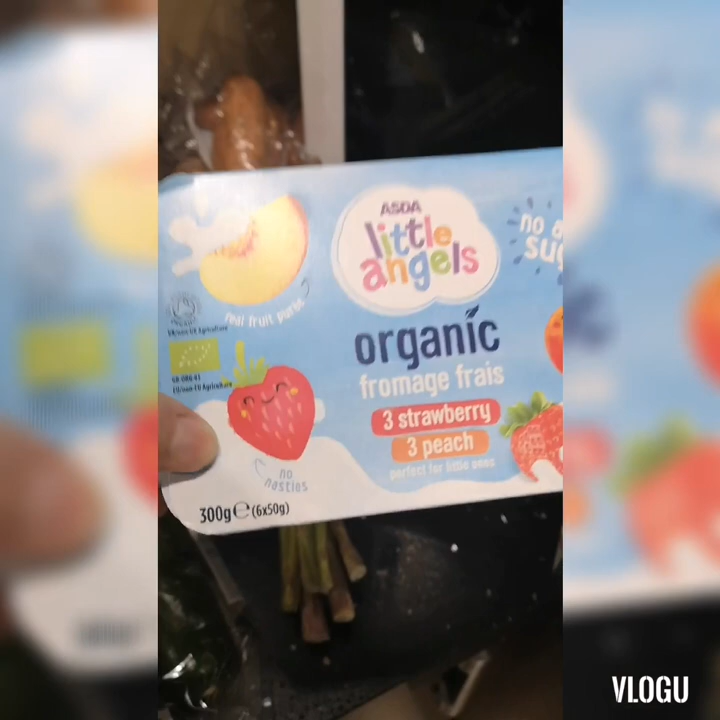 ASDA
little
angels
no
real fruit purée
organic
fromage frais
3 strawberry
3 peach
perfect for little ones
no
nasties
300g℮(6x50g)
VLOGU